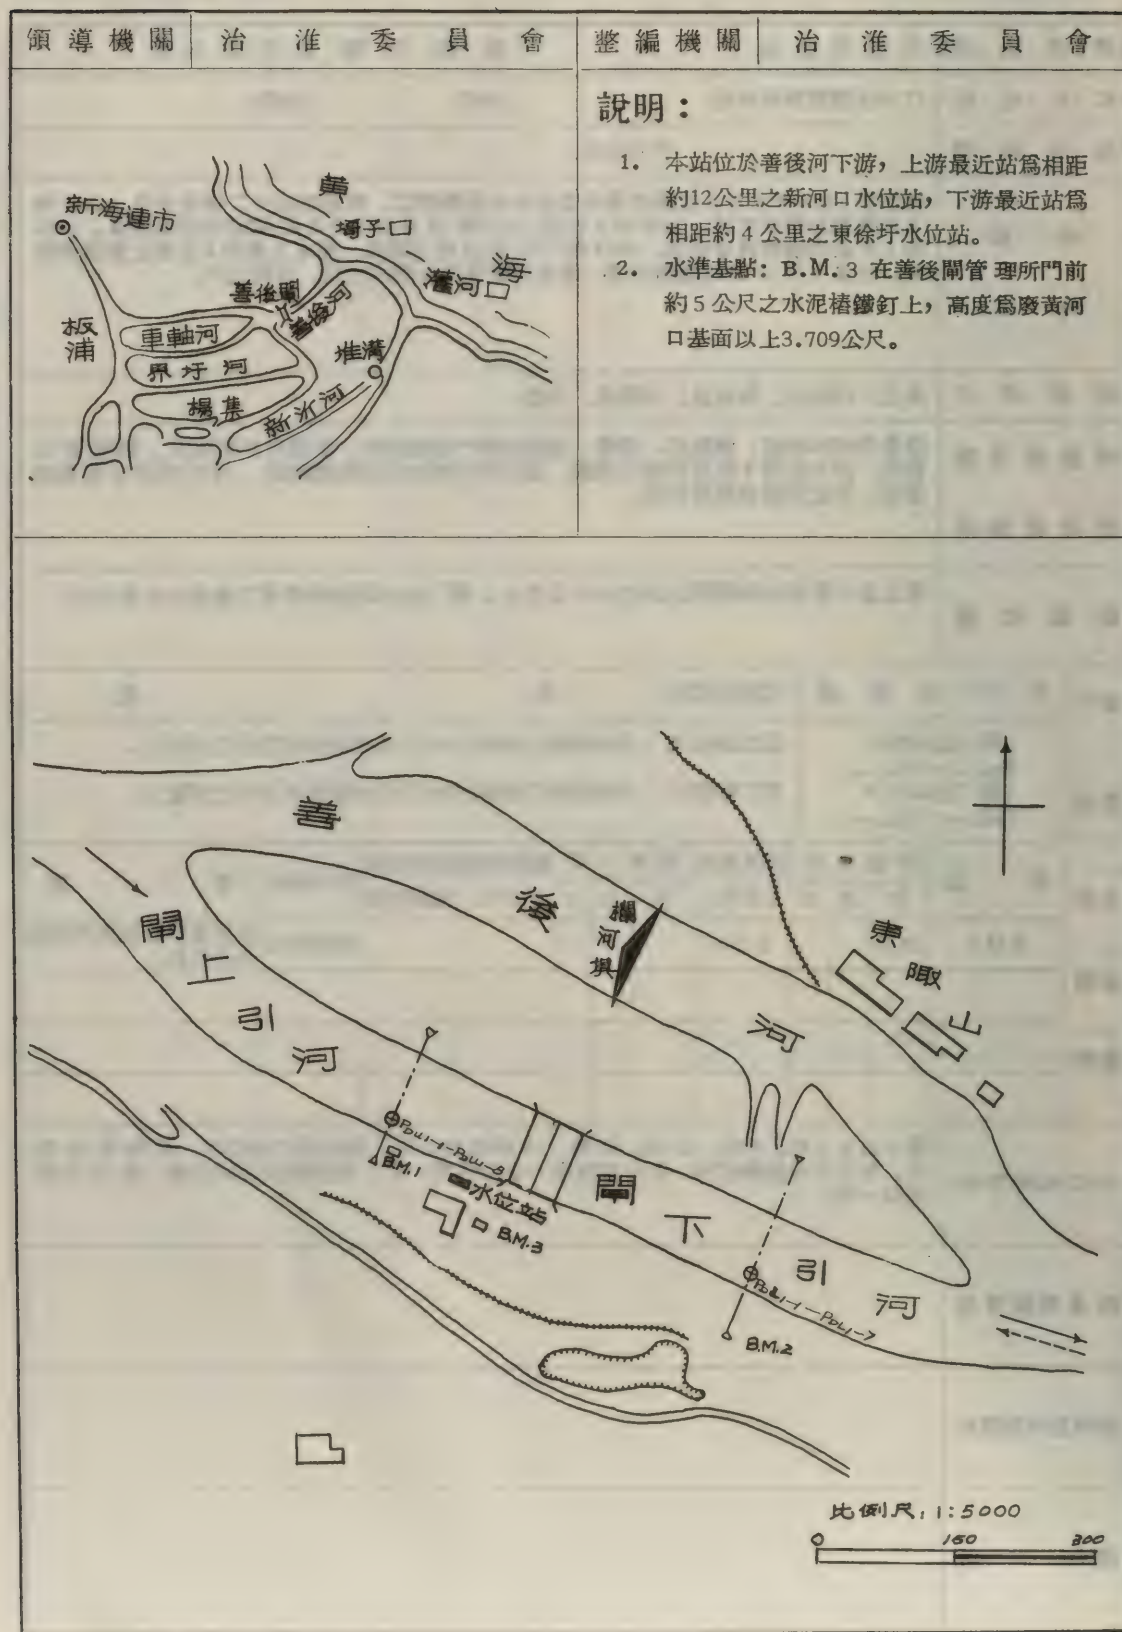 領導機關 治淮委員會 整編機關 治淮委員會
說明：
1. 本站位於善後河下游，上游最近站爲相距
約12公里之新河口水位站，下游最近站爲
相距約4公里之東徐圩水位站。
2. 水準基點：B.M.3 在善後閘管理所門前
約5公尺之水泥樁鐵釘上，高度爲廢黃河
口基面以上3.709公尺。
新海連市
黃海
埒子口
灌河口
善後閘
善後河
板浦
車軸河
界圩河
楊集
堆溝
新沂河
善後河
攔河壩
東陬山
閘上引河
B.M.1
水位站
B.M.3
閘下引河
B.M.2
比例尺：1:5000
0 150 300